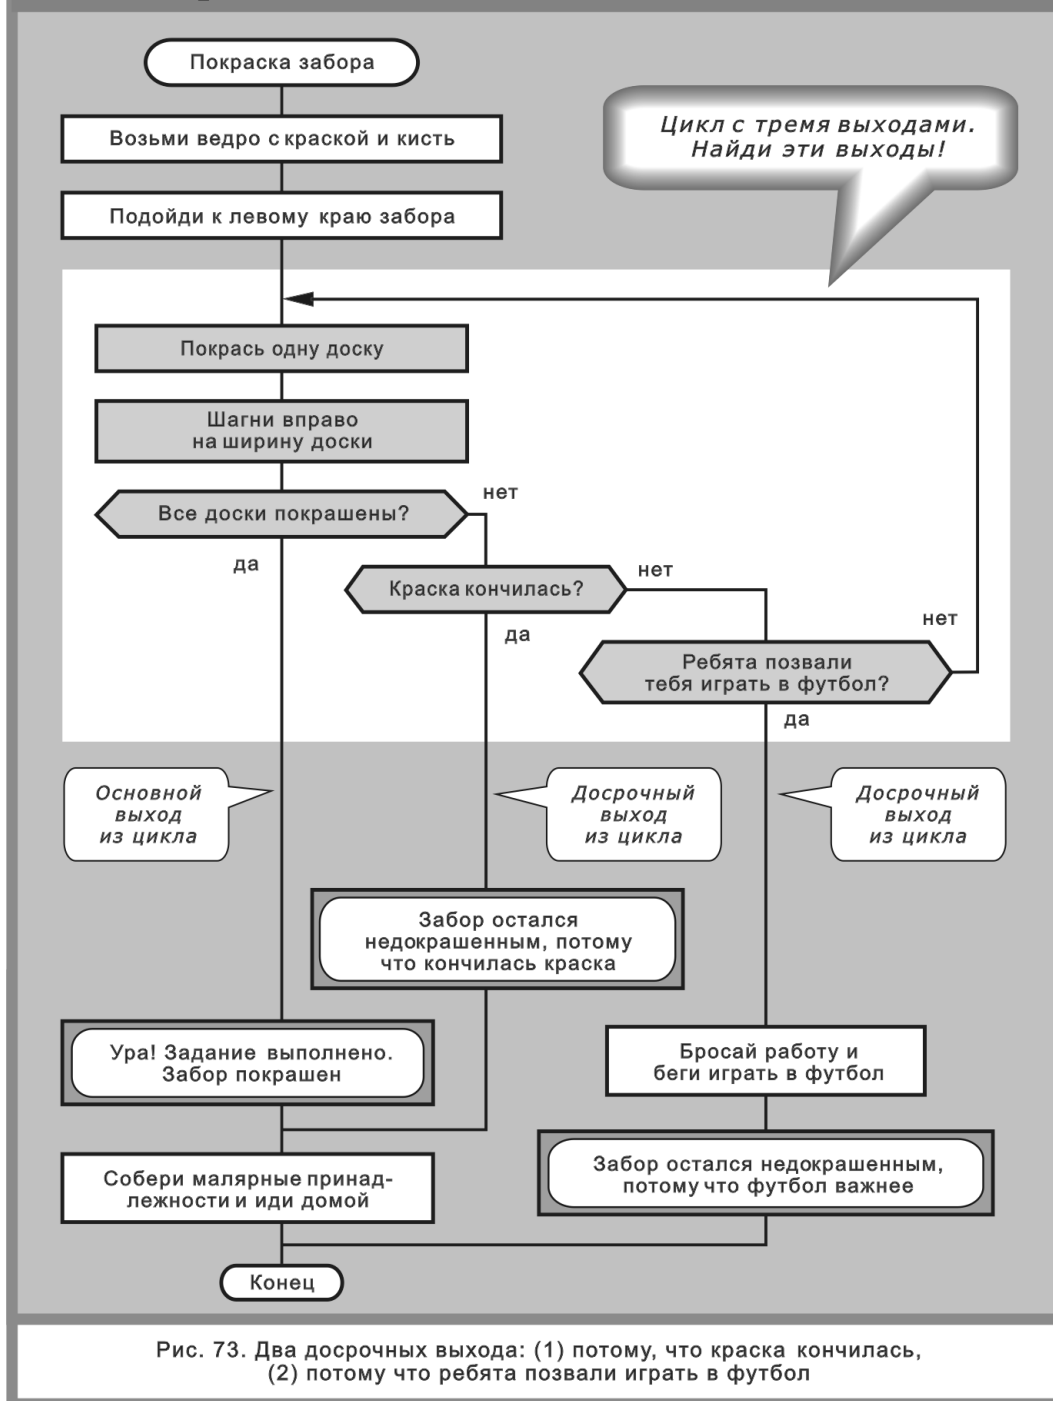 Покраска забора
Возьми ведро с краской и кисть
Цикл с тремя выходами.
Найди эти выходы!
Подойди к левому краю забора
Покрась одну доску
Шагни вправо
на ширину доски
нет
Все доски покрашены?
да
нет
Краска кончилась?
да
нет
Ребята позвали
тебя играть в футбол?
да
Основной
выход
из цикла
Досрочный
выход
из цикла
Досрочный
выход
из цикла
Забор остался
недокрашенным, потому
что кончилась краска
Ура! Задание выполнено.
Забор покрашен
Бросай работу и
беги играть в футбол
Собери малярные принад-
лежности и иди домой
Забор остался недокрашенным,
потому что футбол важнее
Конец
Рис. 73. Два досрочных выхода: (1) потому, что краска кончилась,
(2) потому что ребята позвали играть в футбол